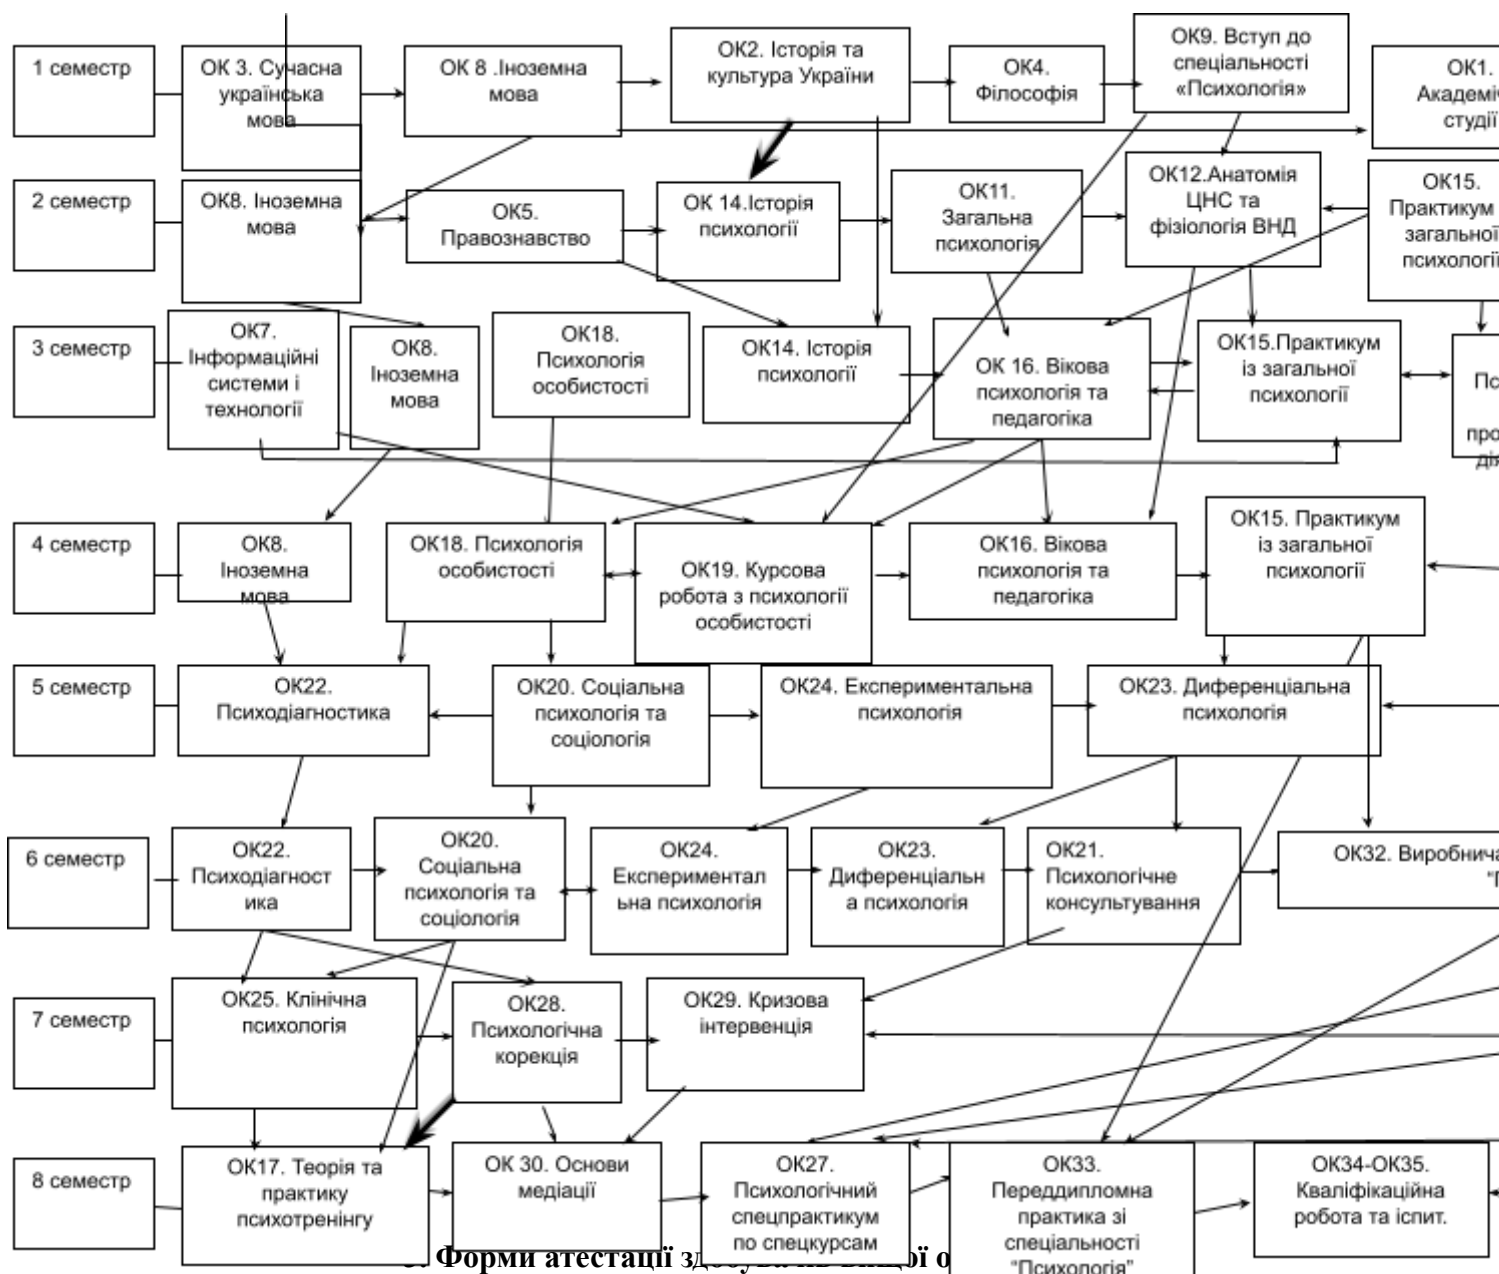 1 семестр
ОК 3. Сучасна
українська
мова
ОК 8 .Іноземна
мова
ОК2. Історія та
культура України
ОК4.
Філософія
ОК9. Вступ до
спеціальності
«Психологія»
ОК1.
студії
2 семестр
ОК8. Іноземна
мова
ОК5.
Правознавство
ОК 14.Історія
психології
ОК11.
Загальна
психологія
ОК12.Анатомія
ЦНС та
фізіологія ВНД
ОК15.
Практикум
загальної
психології
3 семестр
ОК7.
Інформаційні
системи і
технології
ОК8.
Іноземна
мова
ОК18.
Психологія
особистості
ОК14. Історія
психології
ОК 16. Вікова
психологія та
педагогіка
ОК15.Практикум
із загальної
психології
4 семестр
ОК8.
Іноземна
мова
ОК18. Психологія
особистості
ОК19. Курсова
робота з психології
особистості
ОК16. Вікова
психологія та
педагогіка
ОК15. Практикум
із загальної
психології
5 семестр
ОК22.
Психодіагностика
ОК20. Соціальна
психологія та
соціологія
ОК24. Експериментальна
психологія
ОК23. Диференціальна
психологія
6 семестр
ОК22.
Психодіагност
ика
ОК20.
Соціальна
психологія та
соціологія
ОК24.
Експериментал
ьна психологія
ОК23.
Диференціальн
а психологія
ОК21.
Психологічне
консультування
ОК32. Виробнича
7 семестр
ОК25. Клінічна
психологія
ОК28.
Психологічна
корекція
ОК29. Кризова
інтервенція
8 семестр
ОК17. Теорія та
практику
психотренінгу
ОК 30. Основи
медіації
ОК27.
Психологічний
спецпрактикум
по спецкурсам
ОК33.
Переддипломна
практика зі
спеціальності
"Психологія"
ОК34-ОК35.
Кваліфікаційна
робота та іспит.
Форми атестації